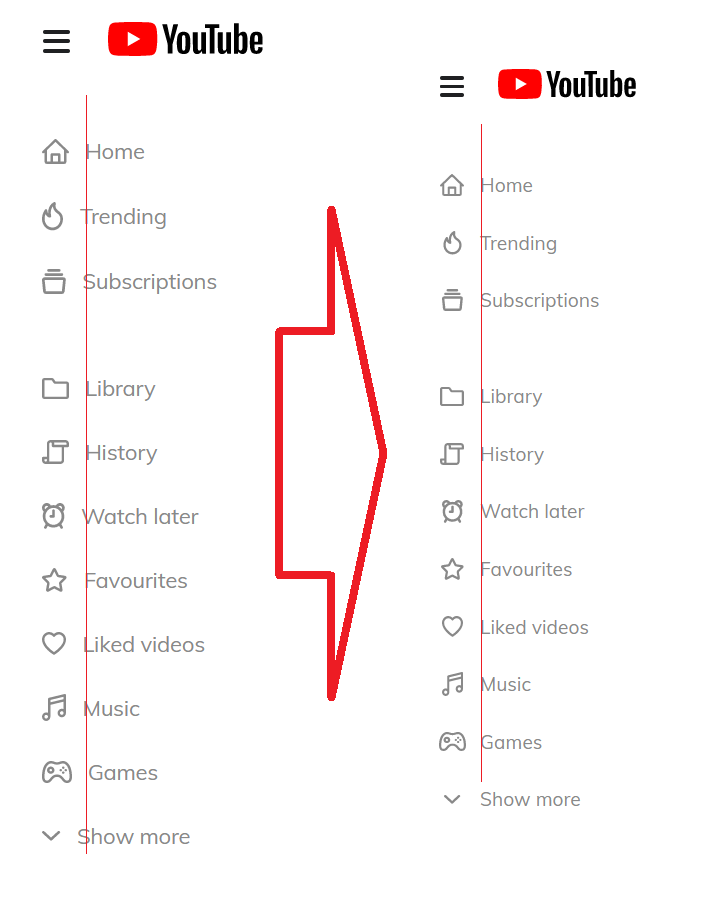 YouTube
Home
Trending
Subscriptions
Library
History
Watch later
Favourites
Liked videos
Music
Games
Show more
YouTube
Home
Trending
Subscriptions
Library
History
Watch later
Favourites
Liked videos
Music
Games
Show more